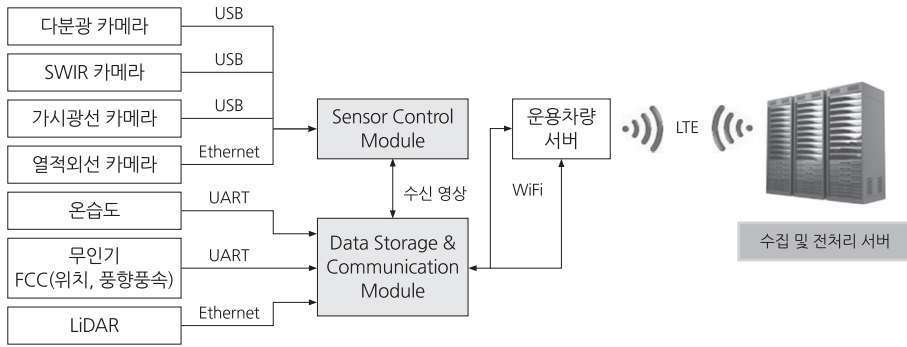 다분광 카메라
USB
SWIR 카메라
USB
가시광선 카메라
USB
열적외선 카메라
Ethernet
온습도
UART
무인기
FCC(위치, 풍향풍속)
UART
LiDAR
Ethernet
Sensor Control
Module
수신 영상
Data Storage &
Communication
Module
운용차량
서버
WiFi
LTE
수집 및 전처리 서버